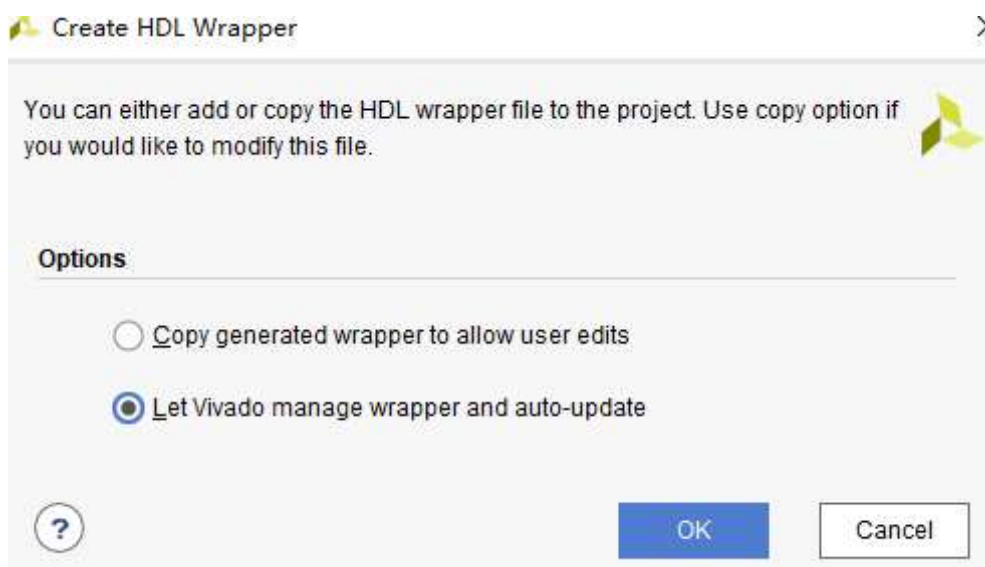 Create HDL Wrapper
You can either add or copy the HDL wrapper file to the project. Use copy option if
you would like to modify this file.
Options
Copy generated wrapper to allow user edits
Let Vivado manage wrapper and auto-update
?
OK
Cancel